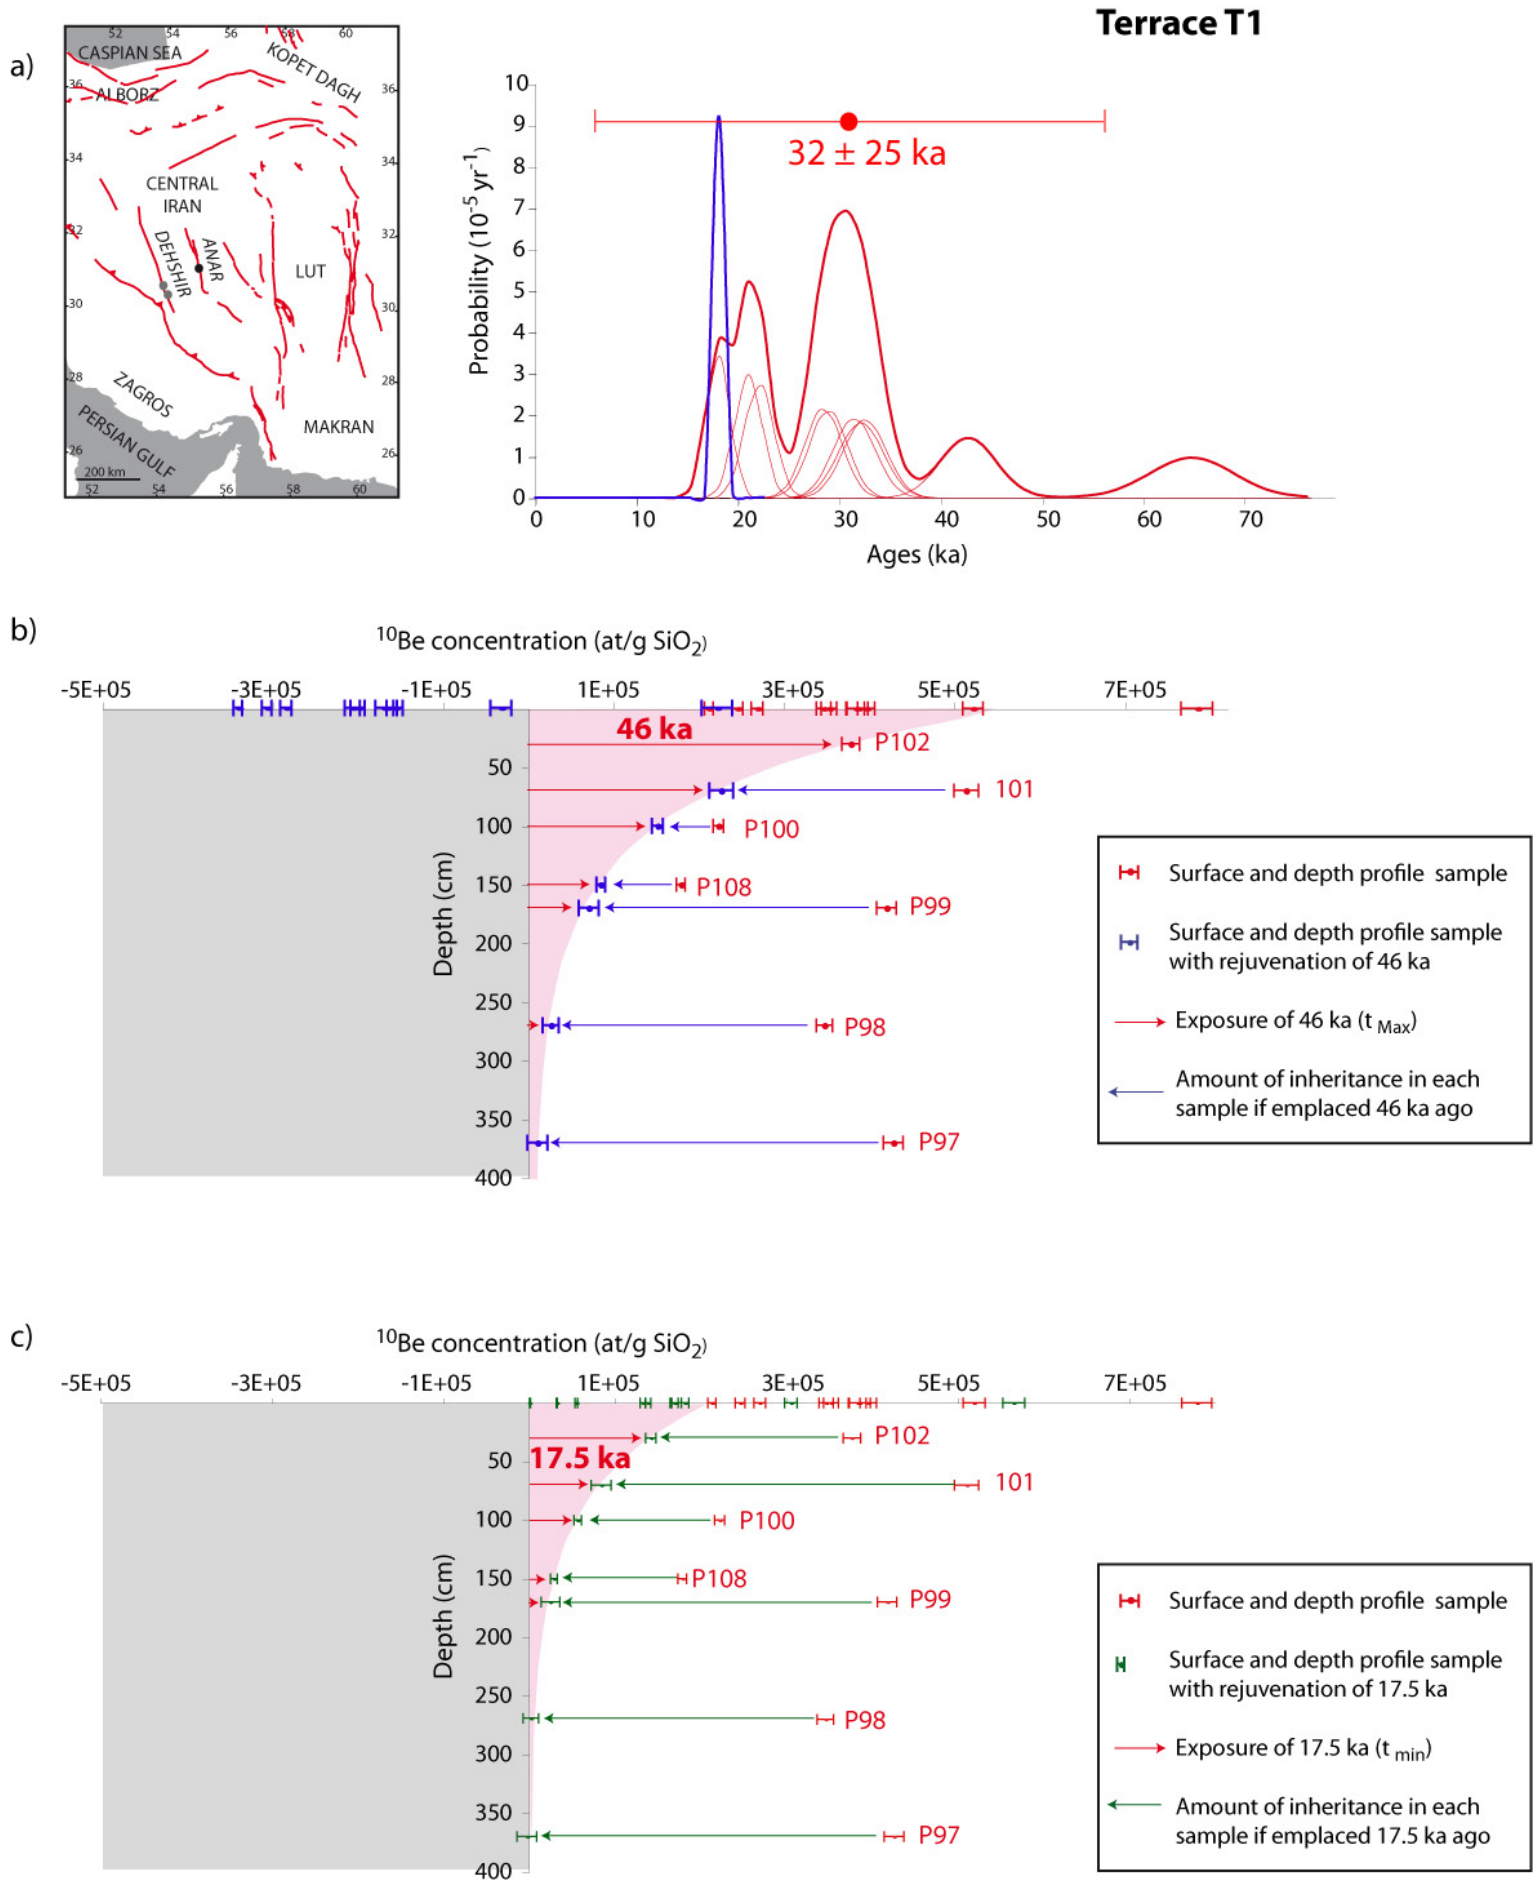 Terrace T1
a)
52 54 56 58 60
CASPIAN SEA
KOPET DAGH
36 36
ALBORZ
34 34
CENTRAL
IRAN
32 32
DEHSHIR
ANAR
LUT
30 30
28 28
ZAGROS
MAKRAN
PERSIAN GULF
26 26
200 km
52 54 56 58 60
10
9
8
7
6
5
4
3
2
1
0
Probability (10-5 yr-1)
32 ± 25 ka
0 10 20 30 40 50 60 70
Ages (ka)
b)
10Be concentration (at/g SiO2)
-5E+05 -3E+05 -1E+05 1E+05 3E+05 5E+05 7E+05
46 ka
P102
50
101
100
P100
150
P108
P99
200
250
P98
300
350
P97
400
Depth (cm)
Surface and depth profile sample
Surface and depth profile sample
with rejuvenation of 46 ka
Exposure of 46 ka (t Max)
Amount of inheritance in each
sample if emplaced 46 ka ago
c)
10Be concentration (at/g SiO2)
-5E+05 -3E+05 -1E+05 1E+05 3E+05 5E+05 7E+05
P102
17.5 ka
50
101
100
P100
150
P108
P99
200
250
P98
300
350
P97
400
Depth (cm)
Surface and depth profile sample
Surface and depth profile sample
with rejuvenation of 17.5 ka
Exposure of 17.5 ka (t min)
Amount of inheritance in each
sample if emplaced 17.5 ka ago